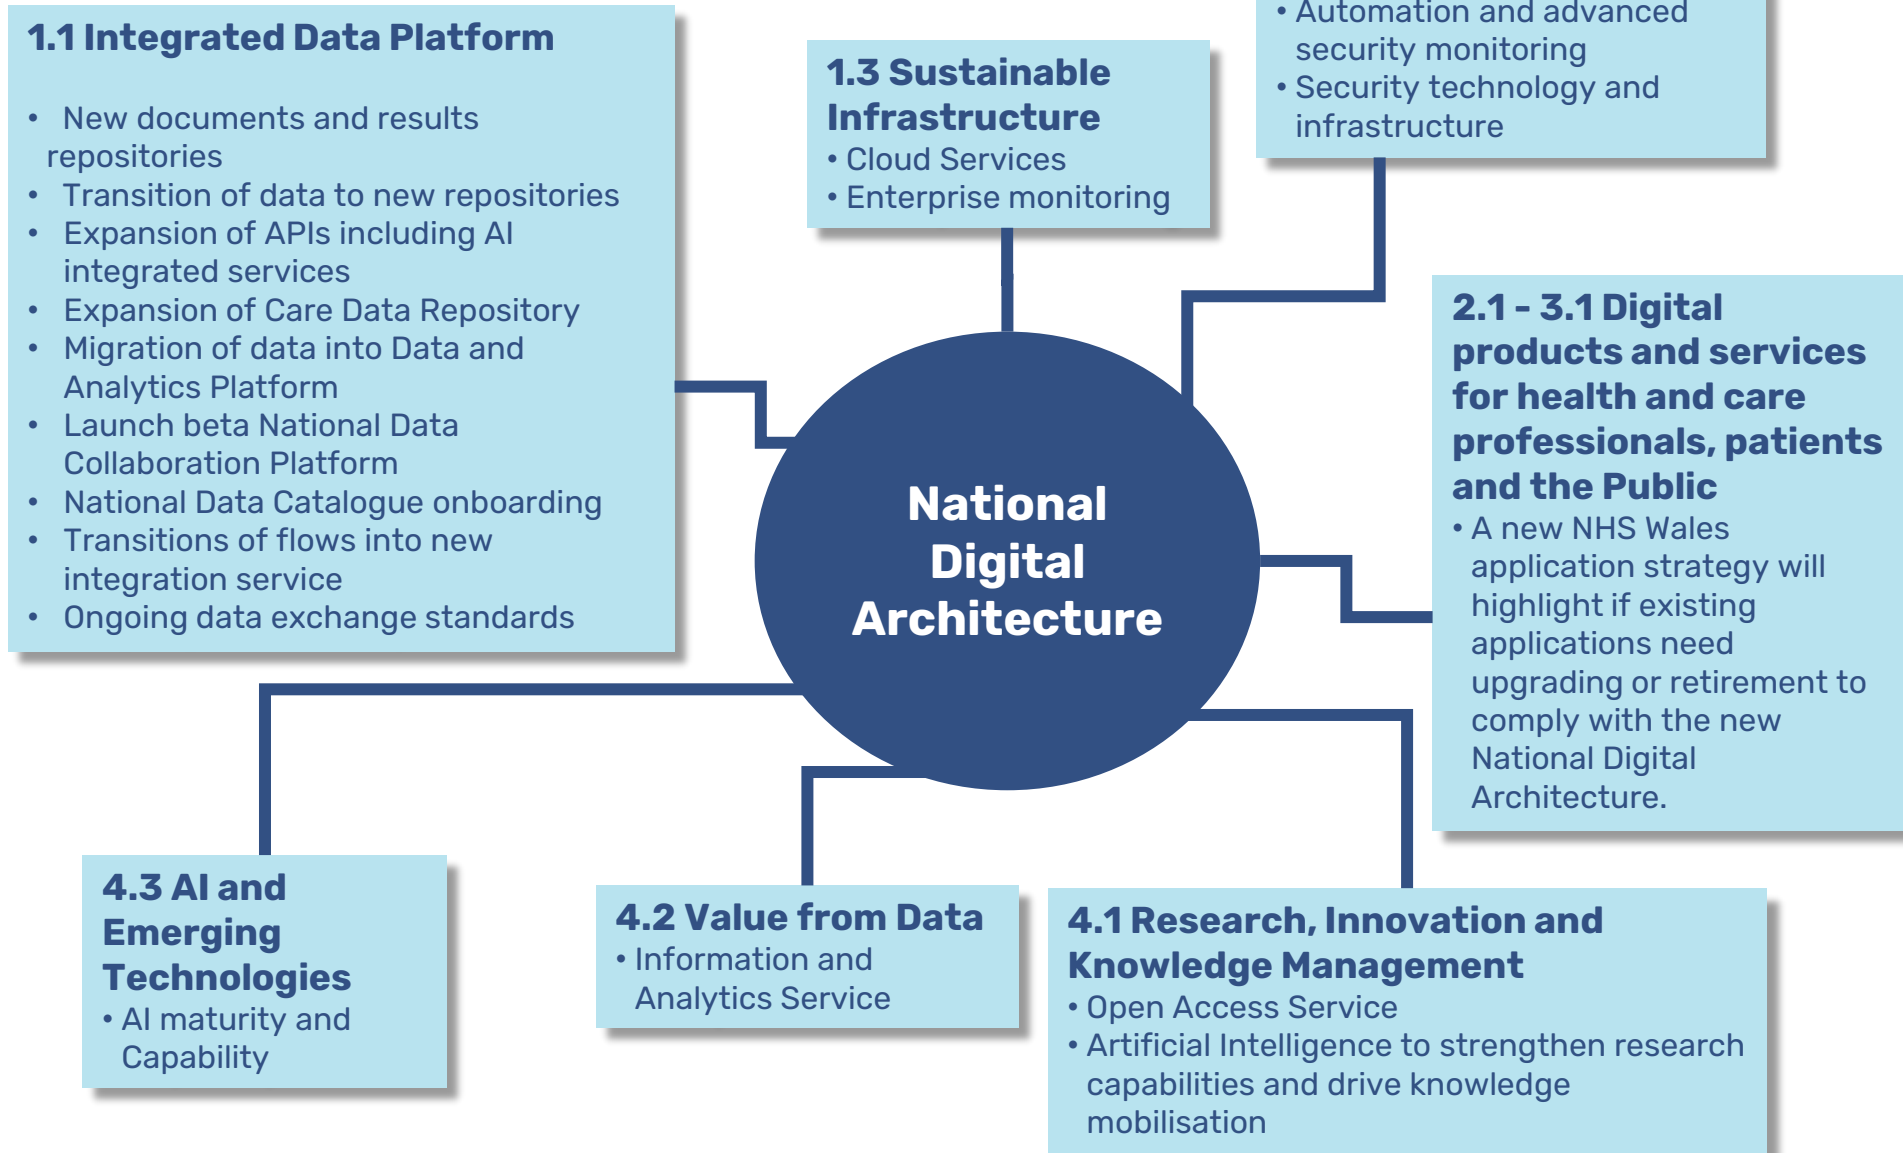 1.1 Integrated Data Platform
• New documents and results
repositories
• Transition of data to new repositories
• Expansion of APIs including AI
integrated services
• Expansion of Care Data Repository
• Migration of data into Data and
Analytics Platform
• Launch beta National Data
Collaboration Platform
• National Data Catalogue onboarding
• Transitions of flows into new
integration service
• Ongoing data exchange standards
1.3 Sustainable
Infrastructure
• Cloud Services
• Enterprise monitoring
• Automation and advanced
security monitoring
• Security technology and
infrastructure
2.1 - 3.1 Digital
products and services
for health and care
professionals, patients
and the Public
• A new NHS Wales
application strategy will
highlight if existing
applications need
upgrading or retirement to
comply with the new
National Digital
Architecture.
National
Digital
Architecture
4.3 AI and
Emerging
Technologies
• AI maturity and
Capability
4.2 Value from Data
• Information and
Analytics Service
4.1 Research, Innovation and
Knowledge Management
• Open Access Service
• Artificial Intelligence to strengthen research
capabilities and drive knowledge
mobilisation